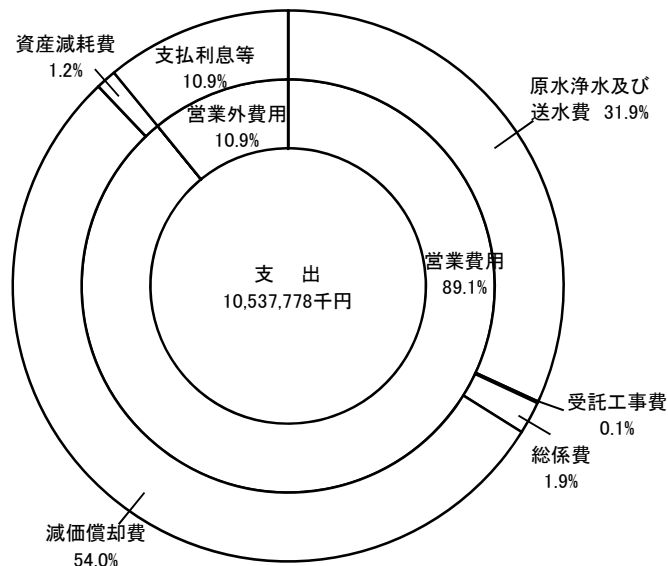 資産減耗費
1.2%
支払利息等
10.9%
営業外費用
10.9%
原水浄水及び
送水費 31.9%
支 出
10,537,778千円
営業費用
89.1%
受託工事費
0.1%
総係費
1.9%
減価償却費
54.0%